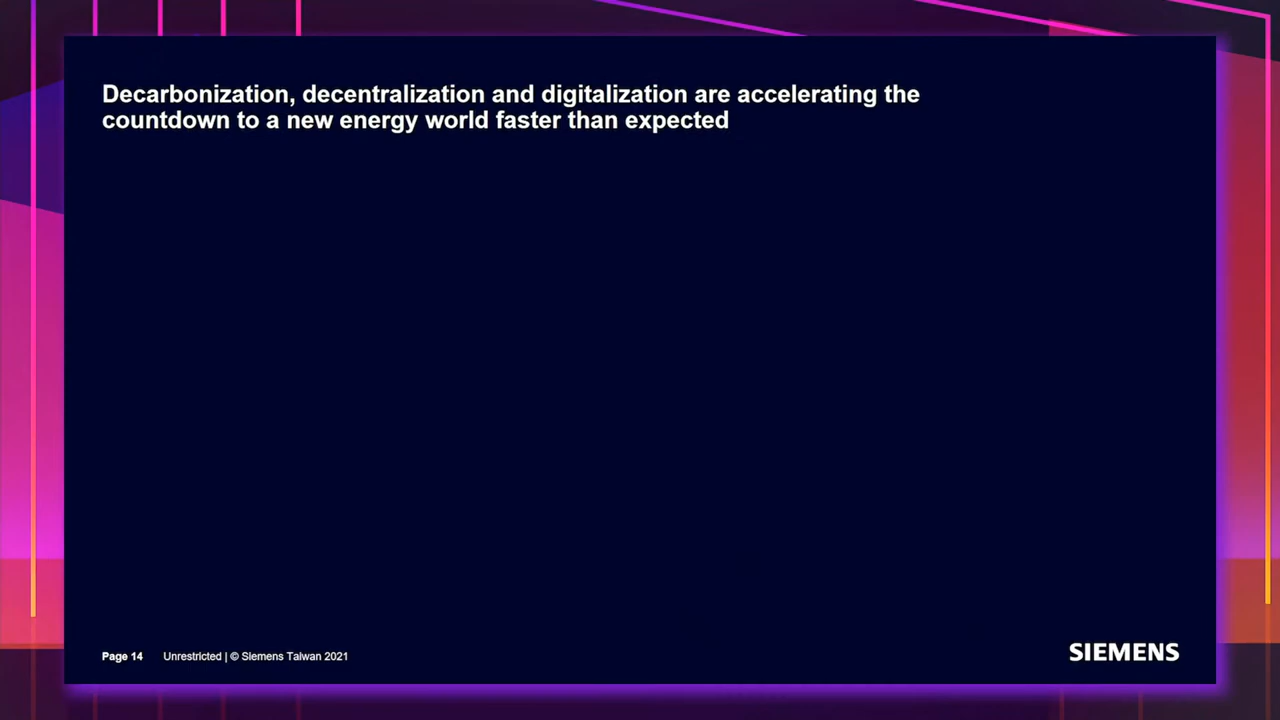 Decarbonization, decentralization and digitalization are accelerating the
countdown to a new energy world faster than expected
Page 14 Unrestricted | © Siemens Taiwan 2021
SIEMENS